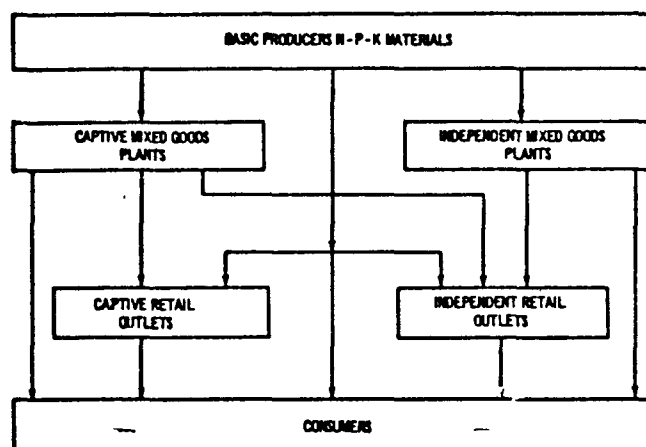 BASIC PRODUCERS N - P - K MATERIALS
CAPTIVE MIXED GOODS
PLANTS
INDEPENDENT MIXED GOODS
PLANTS
CAPTIVE RETAIL
OUTLETS
INDEPENDENT RETAIL
OUTLETS
CONSUMERS